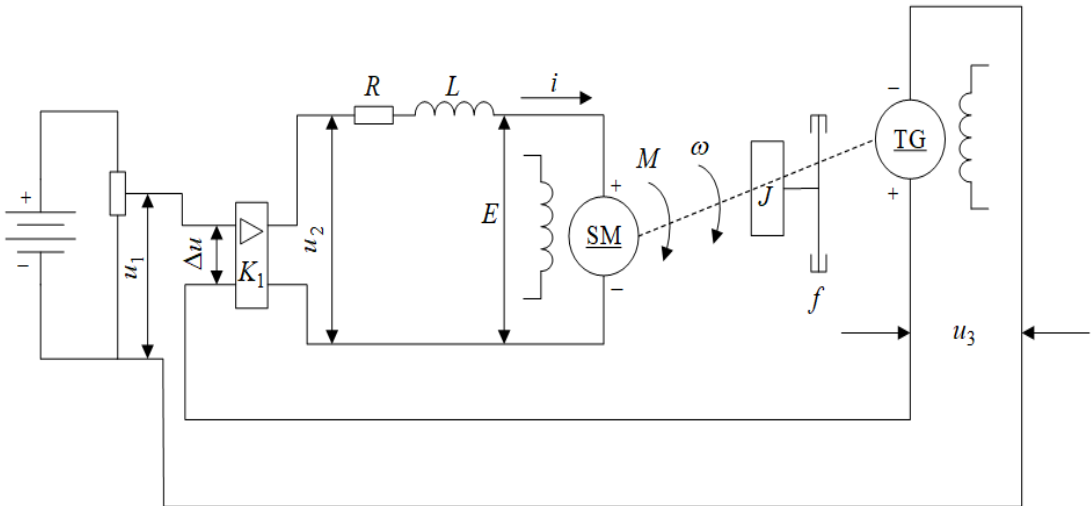 R
L
i
−
TG
+
+
−
u₁
Δu
K₁
u₂
E
+
SM
−
M
ω
J
f
u₃